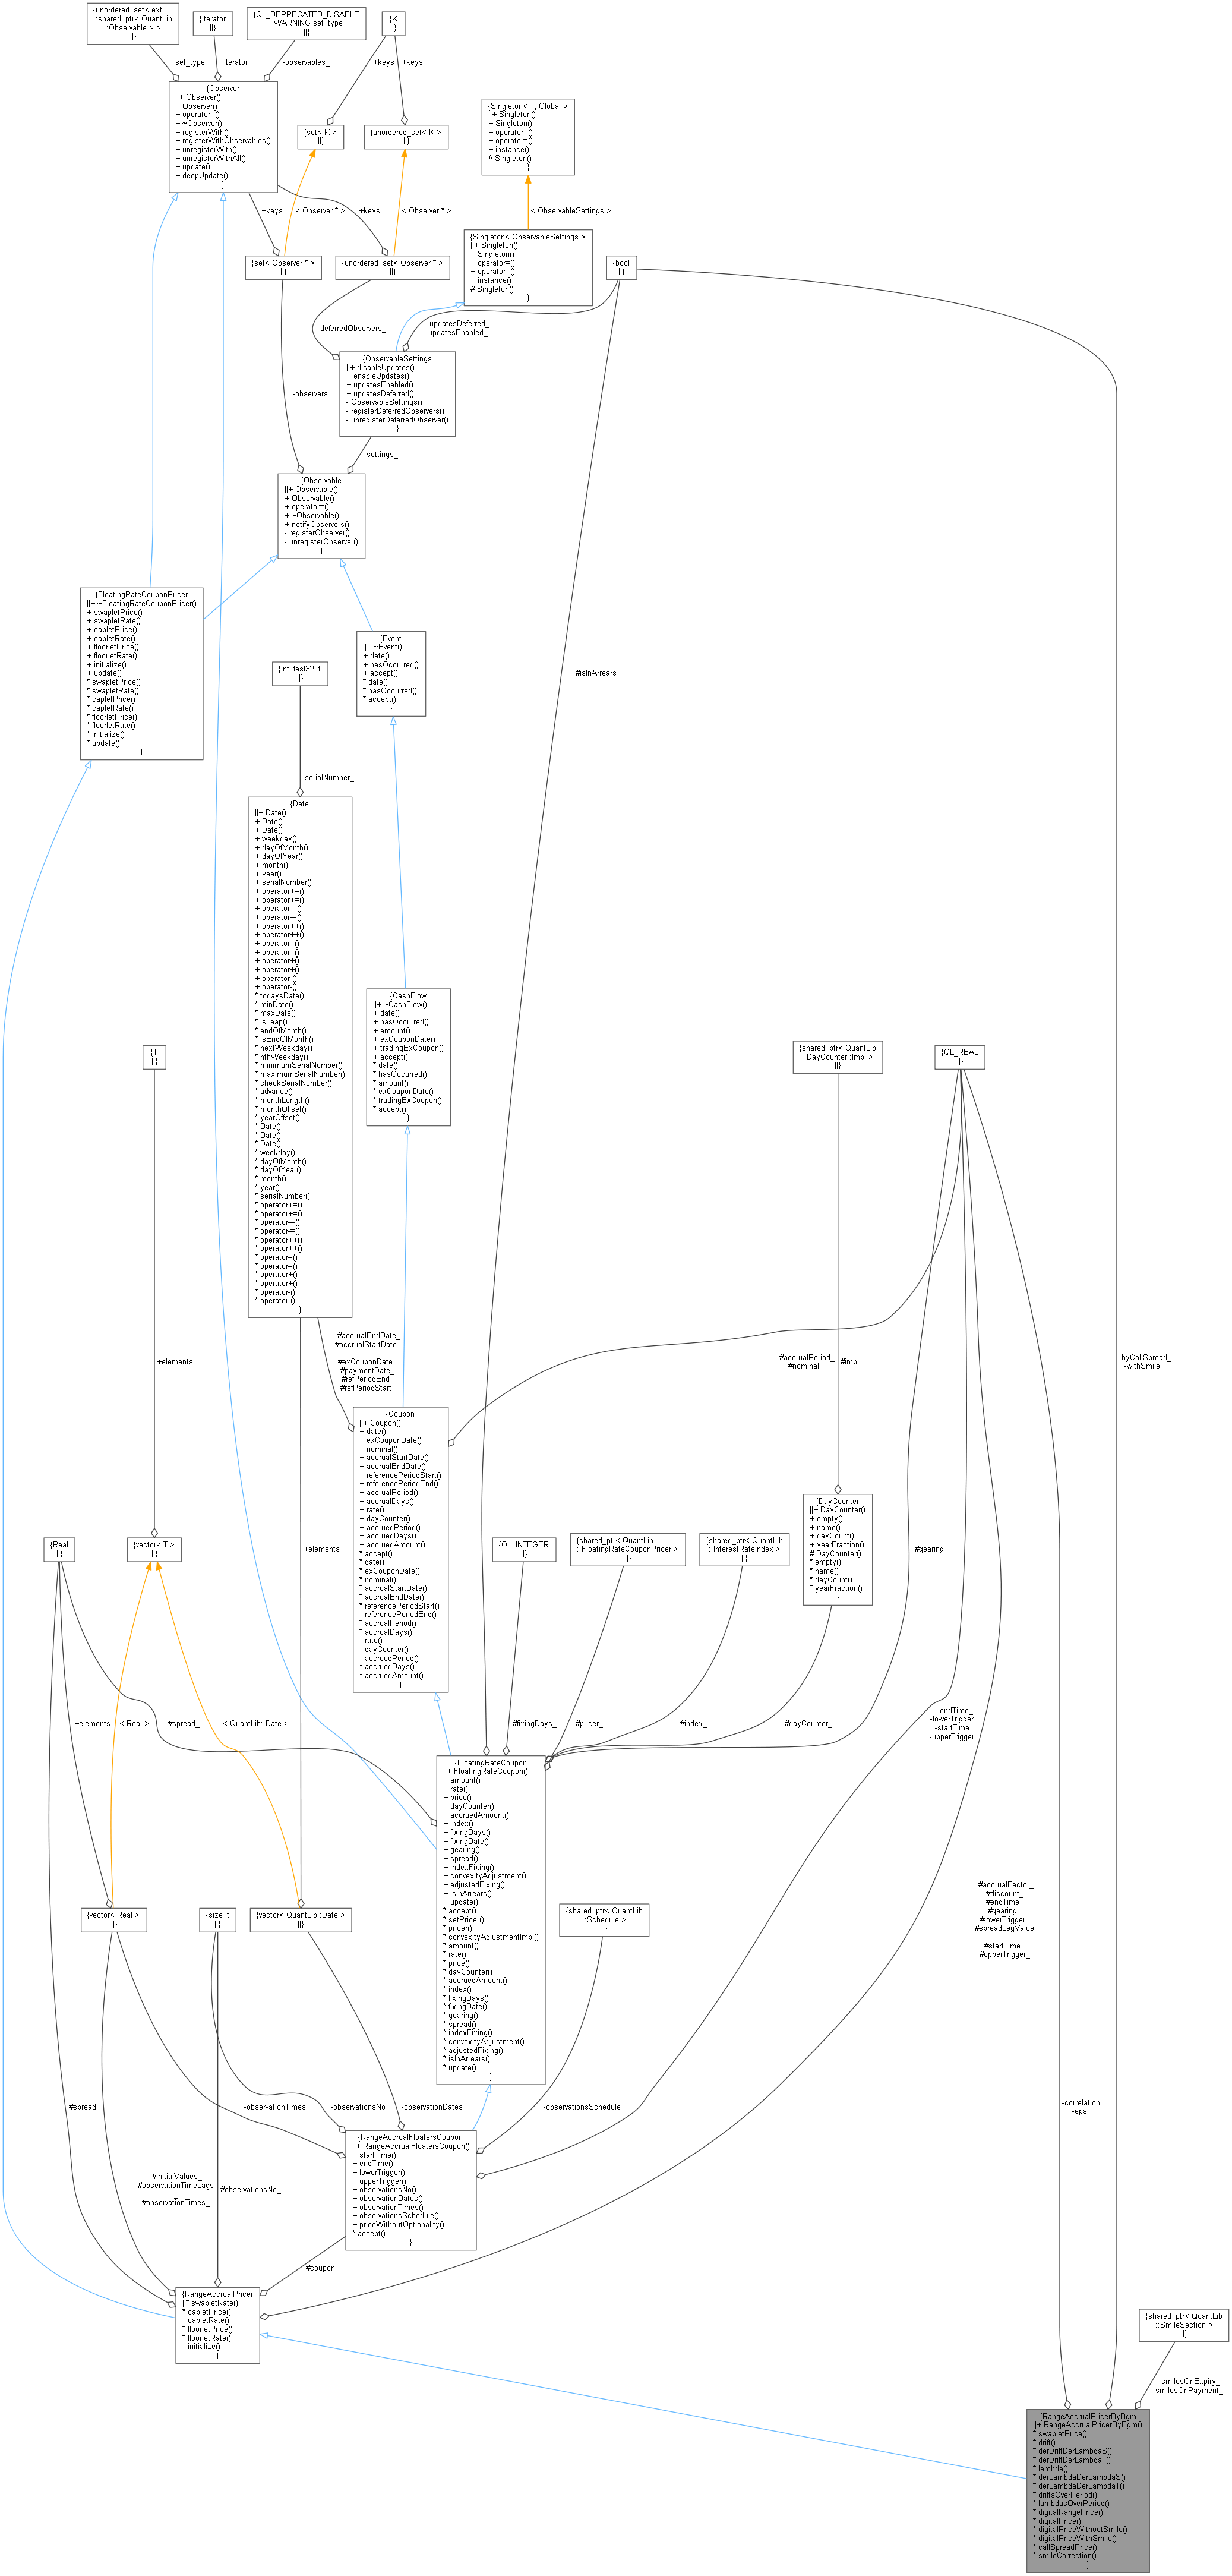 {unordered_set< ext
::shared_ptr< QuantLib
::Observable > >
||}
{iterator
||}
{QL_DEPRECATED_DISABLE
_WARNING set_type
||}
{K
||}
+set_type
+iterator
-observables_
+keys
+keys
{Observer
||+ Observer()
+ Observer()
+ operator=()
+ ~Observer()
+ registerWith()
+ registerWithObservables()
+ unregisterWith()
+ unregisterWithAll()
+ update()
+ deepUpdate()
}
{set< K >
||}
{unordered_set< K >
||}
{Singleton< T, Global >
||+ Singleton()
+ Singleton()
+ operator=()
+ operator=()
+ instance()
# Singleton()
}
+keys
< Observer * >
+keys
< Observer * >
< ObservableSettings >
{set< Observer * >
||}
{unordered_set< Observer * >
||}
{Singleton< ObservableSettings >
||+ Singleton()
+ Singleton()
+ operator=()
+ operator=()
+ instance()
# Singleton()
}
{bool
||}
-deferredObservers_
-updatesDeferred_
-updatesEnabled_
{ObservableSettings
||+ disableUpdates()
+ enableUpdates()
+ updatesEnabled()
+ updatesDeferred()
- ObservableSettings()
- registerDeferredObservers()
- unregisterDeferredObserver()
}
-observers_
-settings_
{Observable
||+ Observable()
+ Observable()
+ operator=()
+ ~Observable()
+ notifyObservers()
- registerObserver()
- unregisterObserver()
}
{FloatingRateCouponPricer
||+ ~FloatingRateCouponPricer()
+ swapletPrice()
+ swapletRate()
+ capletPrice()
+ capletRate()
+ floorletPrice()
+ floorletRate()
+ initialize()
+ update()
* swapletPrice()
* swapletRate()
* capletPrice()
* capletRate()
* floorletPrice()
* floorletRate()
* initialize()
* update()
}
{Event
||+ ~Event()
+ date()
+ hasOccurred()
+ accept()
* date()
* hasOccurred()
* accept()
}
{int_fast32_t
||}
#isInArrears_
-serialNumber_
{Date
||+ Date()
+ Date()
+ Date()
+ weekday()
+ dayOfMonth()
+ dayOfYear()
+ month()
+ year()
+ serialNumber()
+ operator+=()
+ operator+=()
+ operator-=()
+ operator-=()
+ operator++()
+ operator++()
+ operator--()
+ operator--()
+ operator+()
+ operator+()
+ operator-()
+ operator-()
* todaysDate()
* minDate()
* maxDate()
* isLeap()
* endOfMonth()
* isEndOfMonth()
* nextWeekday()
* nthWeekday()
* minimumSerialNumber()
* maximumSerialNumber()
* checkSerialNumber()
* advance()
* monthLength()
* monthOffset()
* yearOffset()
* Date()
* Date()
* Date()
* weekday()
* dayOfMonth()
* dayOfYear()
* month()
* year()
* serialNumber()
* operator+=()
* operator+=()
* operator-=()
* operator-=()
* operator++()
* operator++()
* operator--()
* operator--()
* operator+()
* operator+()
* operator-()
* operator-()
}
{CashFlow
||+ ~CashFlow()
+ date()
+ hasOccurred()
+ amount()
+ exCouponDate()
+ tradingExCoupon()
+ accept()
* date()
* hasOccurred()
* amount()
* exCouponDate()
* tradingExCoupon()
* accept()
}
{T
||}
{shared_ptr< QuantLib
::DayCounter::Impl >
||}
{QL_REAL
||}
+elements
#accrualEndDate_
#accrualStartDate
_
#exCouponDate_
#paymentDate_
#refPeriodEnd_
#refPeriodStart_
#accrualPeriod_
#nominal_
#impl_
-byCallSpread_
-withSmile_
{Coupon
||+ Coupon()
+ date()
+ exCouponDate()
+ nominal()
+ accrualStartDate()
+ accrualEndDate()
+ referencePeriodStart()
+ referencePeriodEnd()
+ accrualPeriod()
+ accrualDays()
+ rate()
+ dayCounter()
+ accruedPeriod()
+ accruedDays()
+ accruedAmount()
* accept()
* date()
* exCouponDate()
* nominal()
* accrualStartDate()
* accrualEndDate()
* referencePeriodStart()
* referencePeriodEnd()
* accrualPeriod()
* accrualDays()
* rate()
* dayCounter()
* accruedPeriod()
* accruedDays()
* accruedAmount()
}
{DayCounter
||+ DayCounter()
+ empty()
+ name()
+ dayCount()
+ yearFraction()
# DayCounter()
* empty()
* name()
* dayCount()
* yearFraction()
}
{Real
||}
{vector< T >
||}
+elements
{QL_INTEGER
||}
{shared_ptr< QuantLib
::FloatingRateCouponPricer >
||}
{shared_ptr< QuantLib
::InterestRateIndex >
||}
#gearing_
+elements
< Real >
#spread_
< QuantLib::Date >
#fixingDays_
#pricer_
#index_
#dayCounter_
-endTime_
-lowerTrigger_
-startTime_
-upperTrigger_
{FloatingRateCoupon
||+ FloatingRateCoupon()
+ amount()
+ rate()
+ price()
+ dayCounter()
+ accruedAmount()
+ index()
+ fixingDays()
+ fixingDate()
+ gearing()
+ spread()
+ indexFixing()
+ convexityAdjustment()
+ adjustedFixing()
+ isInArrears()
+ update()
* accept()
* setPricer()
* pricer()
* convexityAdjustmentImpl()
* amount()
* rate()
* price()
* dayCounter()
* accruedAmount()
* index()
* fixingDays()
* fixingDate()
* gearing()
* spread()
* indexFixing()
* convexityAdjustment()
* adjustedFixing()
* isInArrears()
* update()
}
{vector< Real >
||}
{size_t
||}
{vector< QuantLib::Date >
||}
{shared_ptr< QuantLib
::Schedule >
||}
#accrualFactor_
#discount_
#endTime_
#gearing_
#lowerTrigger_
#spreadLegValue
_
#startTime_
#upperTrigger_
#spread_
-observationTimes_
-observationsNo_
-observationDates_
-observationsSchedule_
-correlation_
-eps_
{RangeAccrualFloatersCoupon
||+ RangeAccrualFloatersCoupon()
+ startTime()
+ endTime()
+ lowerTrigger()
+ upperTrigger()
+ observationsNo()
+ observationDates()
+ observationTimes()
+ observationsSchedule()
+ priceWithoutOptionality()
* accept()
}
#initialValues_
#observationTimeLags
_
#observationTimes_
#observationsNo_
#coupon_
{RangeAccrualPricer
||* swapletRate()
* capletPrice()
* capletRate()
* floorletPrice()
* floorletRate()
* initialize()
}
{shared_ptr< QuantLib
::SmileSection >
||}
-smilesOnExpiry_
-smilesOnPayment_
{RangeAccrualPricerByBgm
||+ RangeAccrualPricerByBgm()
* swapletPrice()
* drift()
* derDriftDerLambdaS()
* derDriftDerLambdaT()
* lambda()
* derLambdaDerLambdaS()
* derLambdaDerLambdaT()
* driftsOverPeriod()
* lambdasOverPeriod()
* digitalRangePrice()
* digitalPrice()
* digitalPriceWithoutSmile()
* digitalPriceWithSmile()
* callSpreadPrice()
* smileCorrection()
}